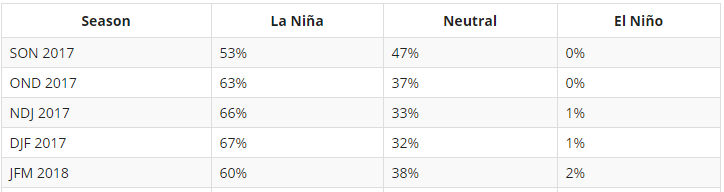 Season La Niña Neutral El Niño
SON 2017 53% 47% 0%
OND 2017 63% 37% 0%
NDJ 2017 66% 33% 1%
DJF 2017 67% 32% 1%
JFM 2018 60% 38% 2%